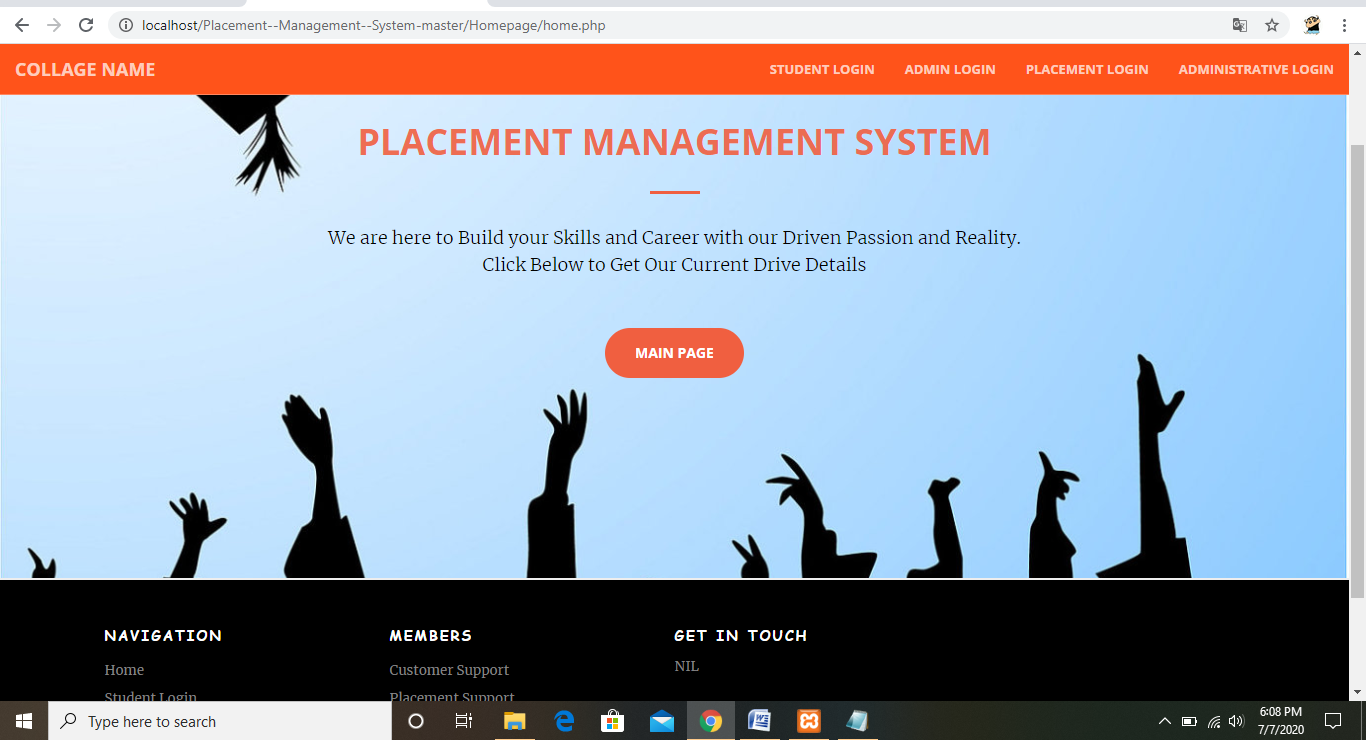 localhost/Placement--Management--System-master/Homepage/home.php
COLLAGE NAME
STUDENT LOGIN
ADMIN LOGIN
PLACEMENT LOGIN
ADMINISTRATIVE LOGIN
PLACEMENT MANAGEMENT SYSTEM
We are here to Build your Skills and Career with our Driven Passion and Reality.
Click Below to Get Our Current Drive Details
MAIN PAGE
NAVIGATION
Home
Student Login
MEMBERS
Customer Support
Placement Support
GET IN TOUCH
NIL
Type here to search
6:08 PM
7/7/2020